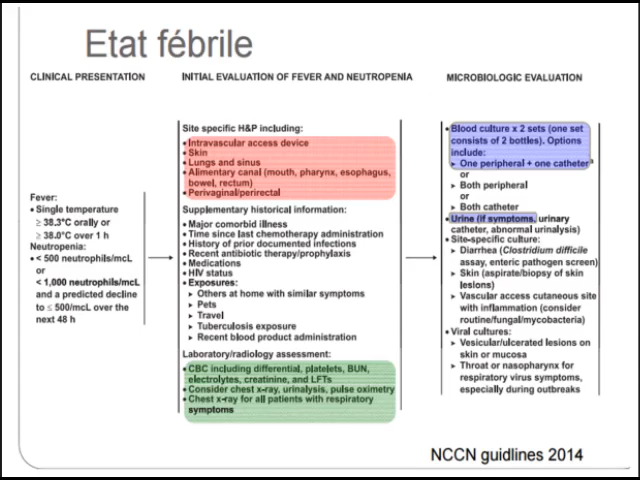 Etat fébrile
CLINICAL PRESENTATION
INITIAL EVALUATION OF FEVER AND NEUTROPENIA
MICROBIOLOGIC EVALUATION
Fever:
• Single temperature
≥ 38.3°C orally or
≥ 38.0°C over 1 h
Neutropenia:
• < 500 neutrophils/mcL
or
< 1,000 neutrophils/mcL
and a predicted decline
to ≤ 500/mcL over the
next 48 h
Site specific H&P including:
• Intravascular access device
• Skin
• Lungs and sinus
• Alimentary canal (mouth, pharynx, esophagus,
bowel, rectum)
• Perivaginal/perirectal
Supplementary historical information:
• Major comorbid illness
• Time since last chemotherapy administration
• History of prior documented infections
• Recent antibiotic therapy/prophylaxis
• Medications
• HIV status
• Exposures:
➤ Others at home with similar symptoms
➤ Pets
➤ Travel
➤ Tuberculosis exposure
➤ Recent blood product administration
Laboratory/radiology assessment:
• CBC including differential, platelets, BUN,
electrolytes, creatinine, and LFTs
• Consider chest x-ray, urinalysis, pulse oximetry
• Chest x-ray for all patients with respiratory
symptoms
• Blood culture x 2 sets (one set
consists of 2 bottles). Options
include:
➤ One peripheral + one catheter
or
➤ Both peripheral
or
➤ Both catheter
• Urine (if symptoms, urinary
catheter, abnormal urinalysis)
• Site-specific culture:
➤ Diarrhea (Clostridium difficile
assay, enteric pathogen screen)
➤ Skin (aspirate/biopsy of skin
lesions)
➤ Vascular access cutaneous site
with inflammation (consider
routine/fungal/mycobacteria)
• Viral cultures:
➤ Vesicular/ulcerated lesions on
skin or mucosa
➤ Throat or nasopharynx for
respiratory virus symptoms,
especially during outbreaks
NCCN guidlines 2014